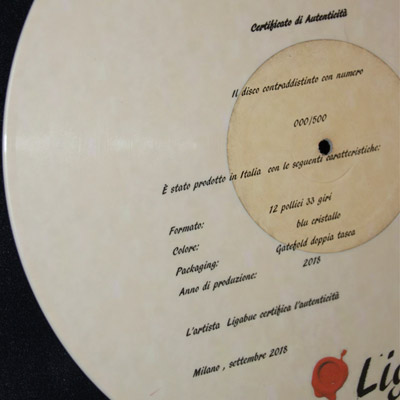 Certificato di Autenticità
Il disco contraddistinto con numero
000/500
È stato prodotto in Italia con le seguenti caratteristiche:
Formato: 12 pollici 33 giri
Colore: blu cristallo
Packaging: Gatefold doppia tasca
Anno di produzione: 2018
L'artista Ligabue certifica l'autenticità
Milano , settembre 2018
Lig